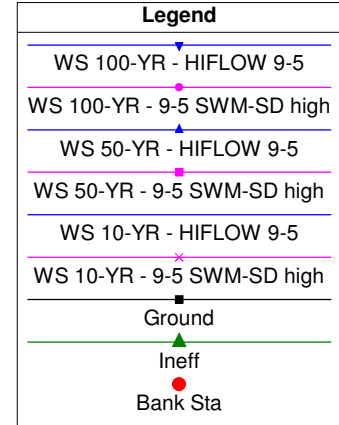 Legend
WS 100-YR - HIFLOW 9-5
WS 100-YR - 9-5 SWM-SD high
WS 50-YR - HIFLOW 9-5
WS 50-YR - 9-5 SWM-SD high
WS 10-YR - HIFLOW 9-5
WS 10-YR - 9-5 SWM-SD high
Ground
Ineff
Bank Sta